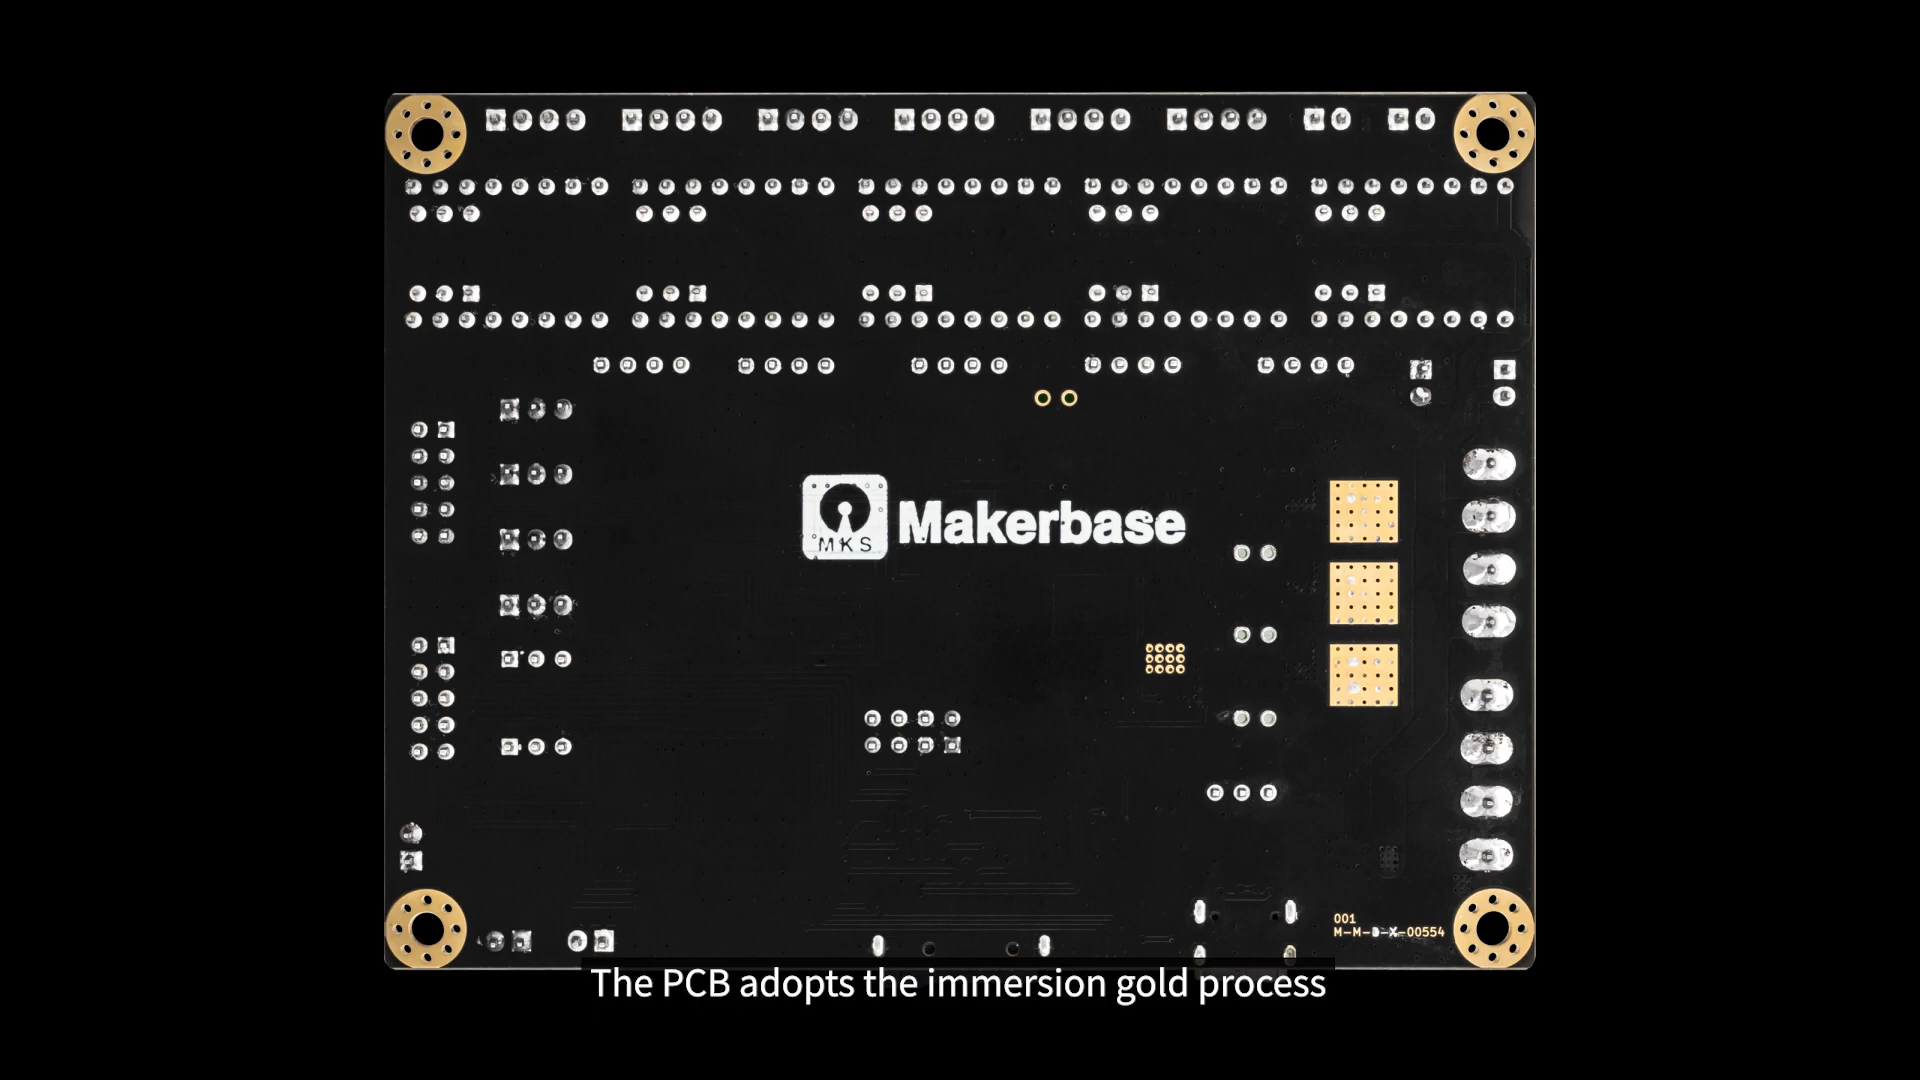 MKS
Makerbase
001
M-M-D-X-00554
The PCB adopts the immersion gold process